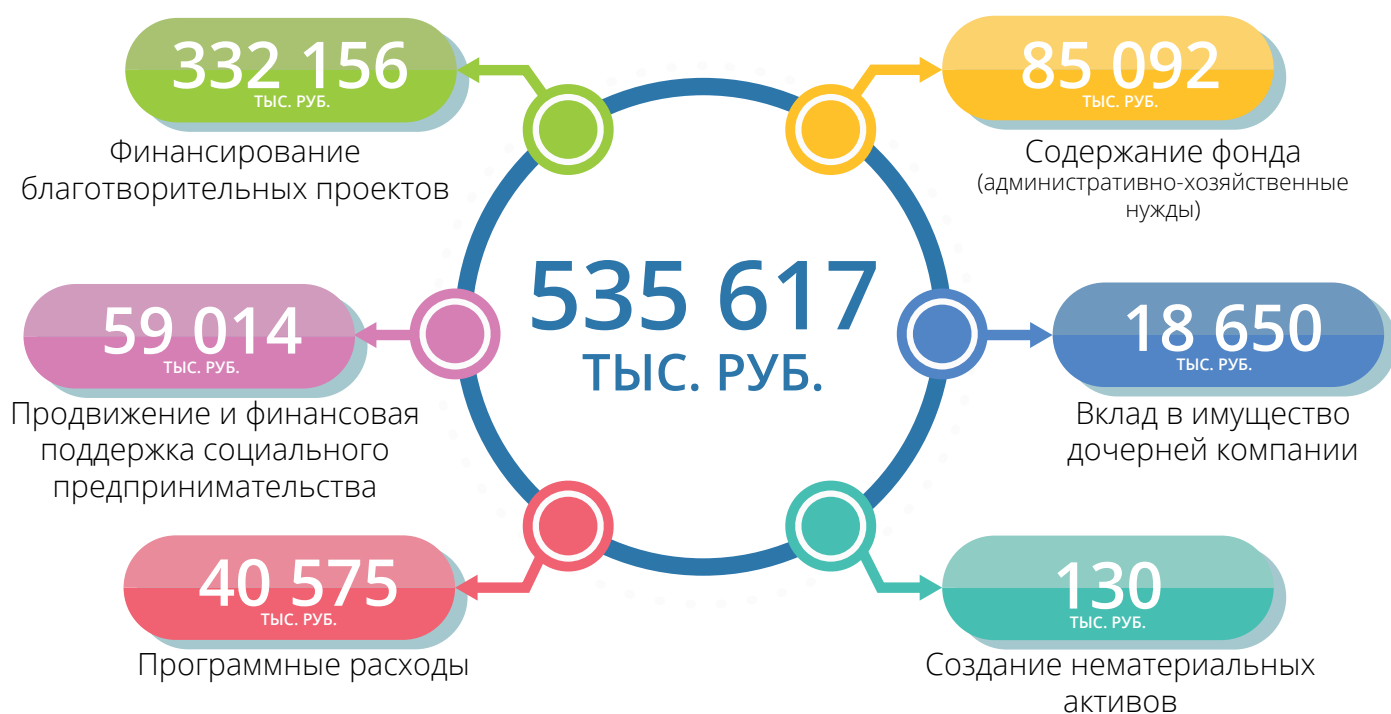 332 156
ТЫС. РУБ.
Финансирование
благотворительных проектов
85 092
ТЫС. РУБ.
Содержание фонда
(административно-хозяйственные
нужды)
535 617
ТЫС. РУБ.
59 014
ТЫС. РУБ.
Продвижение и финансовая
поддержка социального
предпринимательства
18 650
ТЫС. РУБ.
Вклад в имущество
дочерней компании
40 575
ТЫС. РУБ.
Программные расходы
130
ТЫС. РУБ.
Создание нематериальных
активов